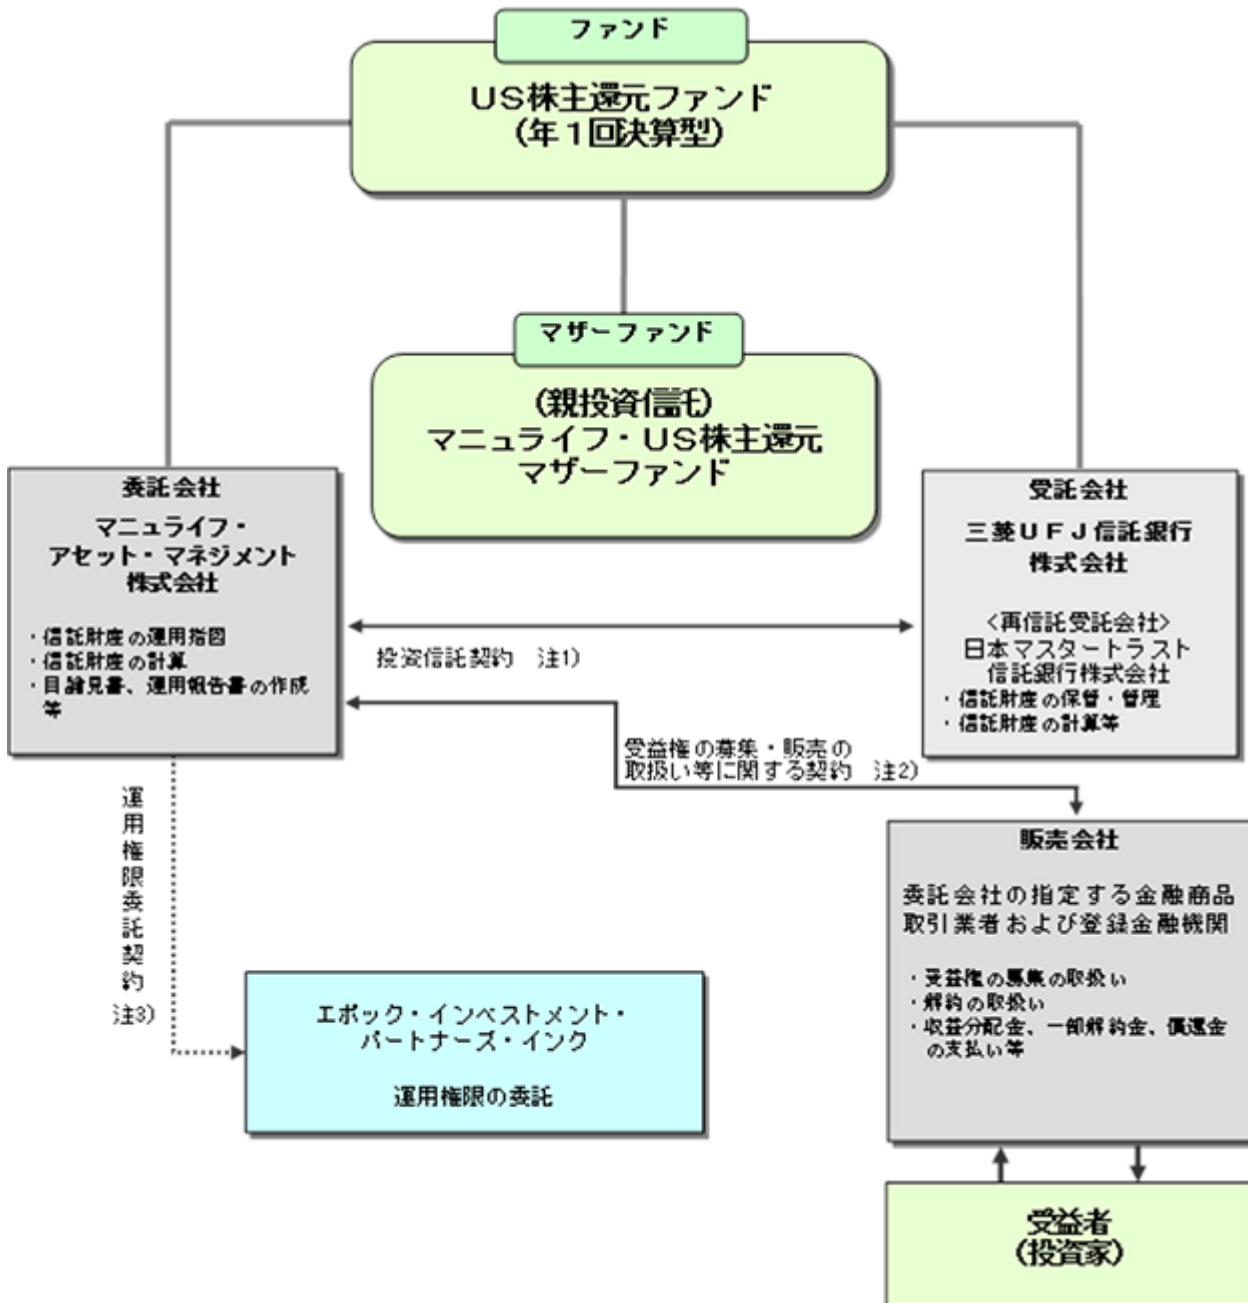 ファンド
US株主還元ファンド
(年1回決算型)
マザーファンド
(親投資信託)
マニュライフ・US株主還元
マザーファンド
委託会社
マニュライフ・
アセット・マネジメント
株式会社
・信託財産の運用指図
・信託財産の計算
・目論見書、運用報告書の作成
等
受託会社
三菱UFJ信託銀行
株式会社
<再信託受託会社>
日本マスタートラスト
信託銀行株式会社
・信託財産の保管・管理
・信託財産の計算等
投資信託契約 注1)
受益権の募集・販売の
取扱い等に関する契約 注2)
運用権限委託契約
注3)
販売会社
委託会社の指定する金融商品
取引業者および登録金融機関
・受益権の募集の取扱い
・解約の取扱い
・収益分配金、一部解約金、償還金
の支払い等
エポック・インベストメント・
パートナーズ・インク
運用権限の委託
受益者
(投資家)